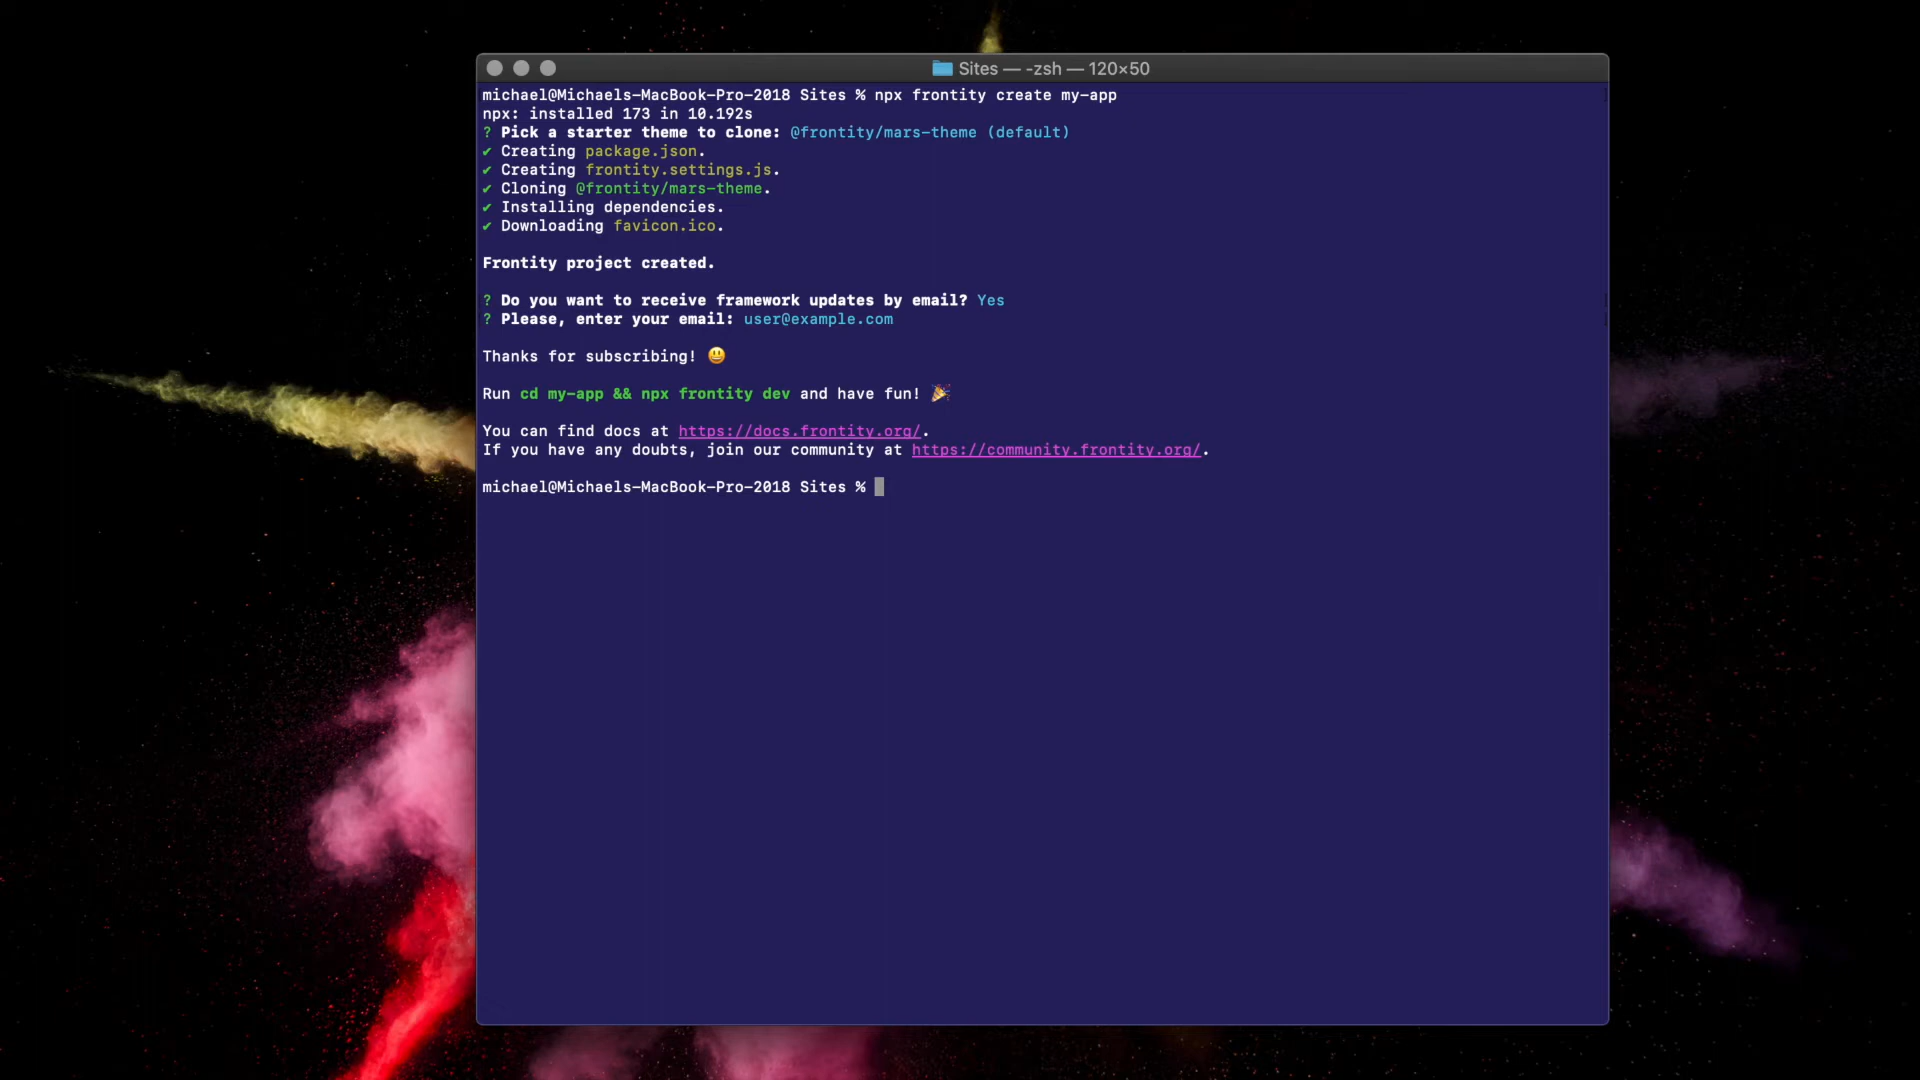 Sites — -zsh — 120×50
michael@Michaels-MacBook-Pro-2018 Sites % npx frontity create my-app
npx: installed 173 in 10.192s
? Pick a starter theme to clone: @frontity/mars-theme (default)
✔ Creating package.json.
✔ Creating frontity.settings.js.
✔ Cloning @frontity/mars-theme.
✔ Installing dependencies.
✔ Downloading favicon.ico.
Frontity project created.
? Do you want to receive framework updates by email? Yes
? Please, enter your email: user@example.com
Thanks for subscribing! 😃
Run cd my-app && npx frontity dev and have fun! 🎉
You can find docs at https://docs.frontity.org/.
If you have any doubts, join our community at https://community.frontity.org/.
michael@Michaels-MacBook-Pro-2018 Sites %